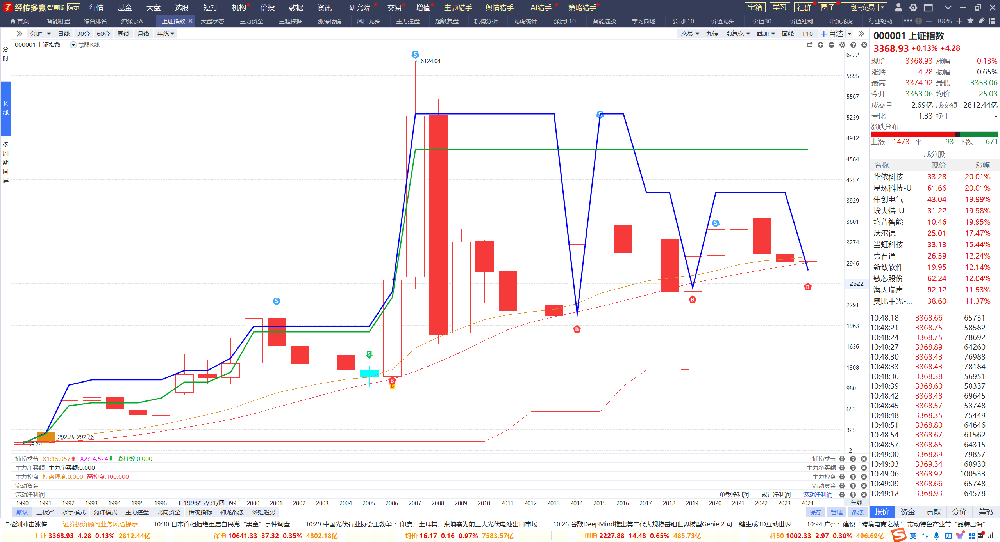 经传多赢 智尊版 演示 行情 基金 大盘 选股 短打 机构 价投 数据 资讯 研究院 交易 增值 主题猎手 舆情猎手 AI猎手 策略猎手 宝箱 学习 社群 圈子 一创-交易
首页 智能盯盘 综合排名 沪深京A... 上证指数 大盘状态 主力资金 主题挖掘 涨停棱镜 风口龙头 主力控盘 超级复盘 机构分析 龙虎统计 深度F10 智能选股 学习园地 公司F10 价值龙头 价值30 价值红利 帮派龙虎 行业轮动 100%
分时 日线 30分 60分 周线 月线 年线 交易 九转 前复权 叠加 画线 F10 自选
000001 上证指数 慧眼K线
分时
K线
多周期同屏
6222
5895
5567
5239
4912
4584
4257
3929
3601
3274
2946
2622
2291
1963
1636
1308
980
653
325
-2
S
←6124.04
S
S
S
S
B
B
B
B
B
292.75-292.76
95.79
捕捞季节 X1:15.057 X2:14.524 彩柱数:0.000 捕捞季节
主力净买额 主力净买额:0.000 主力净买额
主力控盘 控盘程度:0.000 高控盘:100.000 主力控盘
流动资金 流动资金
滚动净利润 单季净利润 累计净利润 滚动净利润
1990 1991 1992 1993 1994 1995 1996 1 1998/12/31/四 999 2000 2001 2002 2003 2004 2005 2006 2007 2008 2009 2010 2011 2012 2013 2014 2015 2016 2017 2018 2019 2020 2021 2022 2023 2024 年线
默认 三板斧 水手模式 海洋模式 主力控盘 北向资金 传统指标 神龙战法 彩虹趋势 保存 管理 战法
000001 上证指数
3368.93 +0.13% +4.28
现价 3368.93 涨幅 0.13%
涨跌 4.28 振幅 0.65%
最高 3374.92 最低 3353.06
今开 3353.06 均价 25.03
成交量 2.69亿 成交额 2812.44亿
量比 1.33 换手 -
涨跌分布
上涨 1473 平 93 下跌 671
成分股
名称 现价 涨幅
华依科技 33.28 20.01%
星环科技-U 61.66 20.01%
伟创电气 43.04 19.99%
埃夫特-U 31.22 19.98%
均普智能 10.46 19.95%
沃尔德 25.01 17.47%
当虹科技 33.13 15.44%
壹石通 26.59 12.24%
新致软件 19.95 12.14%
敏芯股份 62.24 12.04%
海天瑞声 92.12 11.53%
奥比中光-... 38.60 11.37%
10:48:18 3368.66 65731
10:48:21 3368.75 58582
10:48:24 3368.75 78692
10:48:27 3368.89 64260
10:48:30 3368.43 76988
10:48:33 3368.43 78184
10:48:36 3368.38 56951
10:48:39 3368.60 58337
10:48:42 3368.48 69645
10:48:45 3368.57 53748
10:48:48 3368.35 75449
10:48:51 3368.80 64646
10:48:54 3368.67 61562
10:48:57 3368.85 64315
10:49:00 3368.89 79857
10:49:03 3369.34 68930
10:49:06 3368.92 100533
10:49:09 3368.66 65748
10:49:12 3368.93 64578
报价 资金 贡献 分价 筹码
车检测冲击涨停 证券投资顾问业务风险提示 10:30 日本首相拒绝重启自民党“黑金”事件调查 10:29 中国光伏行业协会王勃华：印度、土耳其、柬埔寨为前三大光伏电池出口市场 10:26 谷歌DeepMind推出第二代大规模基础世界模型Genie 2 可一键生成3D互动世界 10:24 广州：建设“跨境电商之城” 带动特色产业带“品牌出海”
上证 3368.93 4.28 0.13% 2812.44亿 深指 10641.33 37.32 0.35% 4802.18亿 均价 16.17 0.16 0.97% 7583.57亿 创指 2227.88 14.48 0.65% 485.73亿 科50 1002.33 2.97 0.30% 496.69亿 英